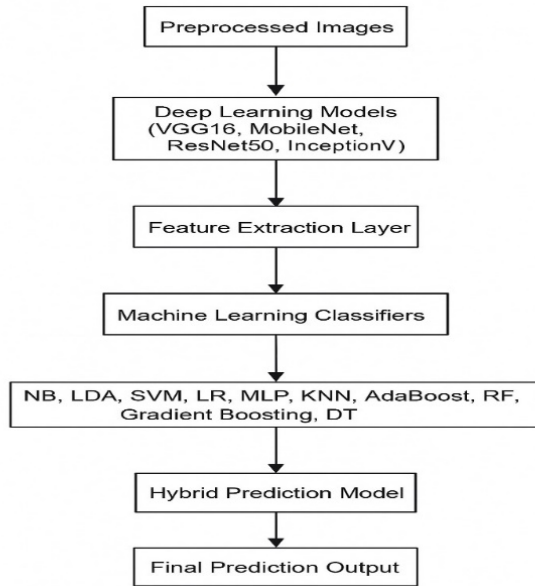 Preprocessed Images
Deep Learning Models
(VGG16, MobileNet,
ResNet50, InceptionV)
Feature Extraction Layer
Machine Learning Classifiers
NB, LDA, SVM, LR, MLP, KNN, AdaBoost, RF,
Gradient Boosting, DT
Hybrid Prediction Model
Final Prediction Output